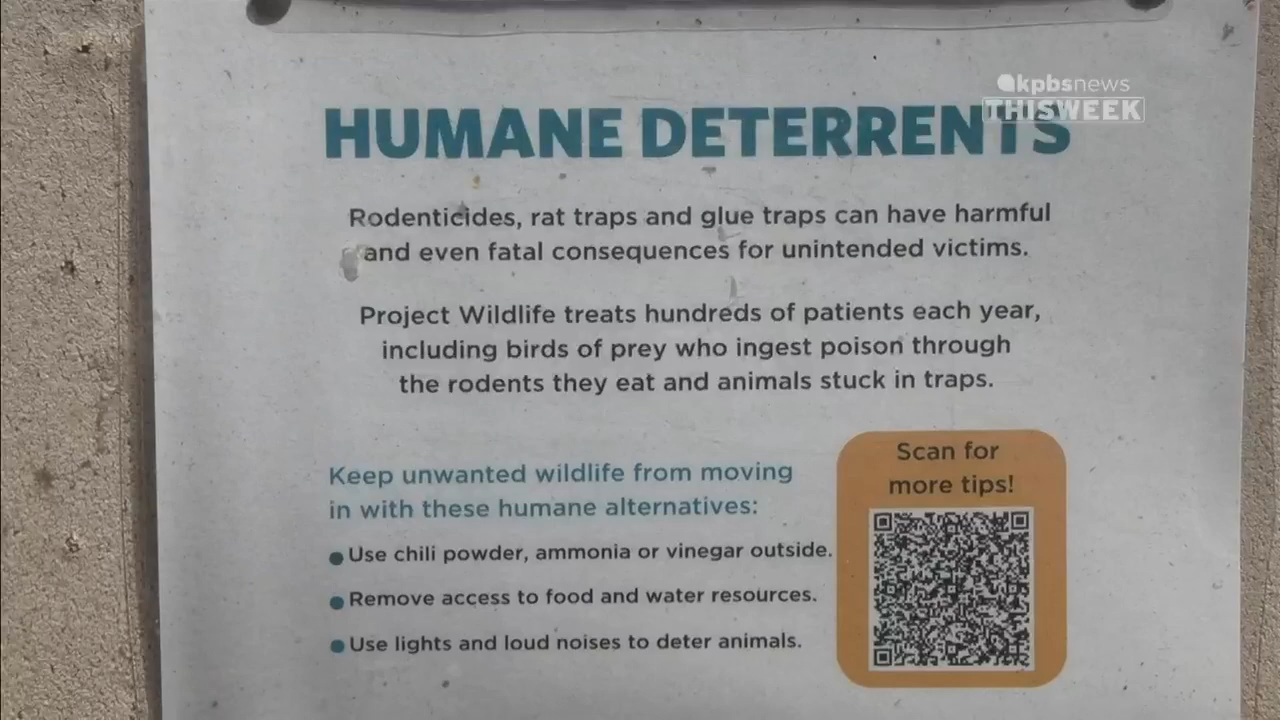 kpbsnews
THISWEEK
HUMANE DETERRENTS
Rodenticides, rat traps and glue traps can have harmful
and even fatal consequences for unintended victims.
Project Wildlife treats hundreds of patients each year,
including birds of prey who ingest poison through
the rodents they eat and animals stuck in traps.
Keep unwanted wildlife from moving
in with these humane alternatives:
Use chili powder, ammonia or vinegar outside.
Remove access to food and water resources.
Use lights and loud noises to deter animals.
Scan for
more tips!